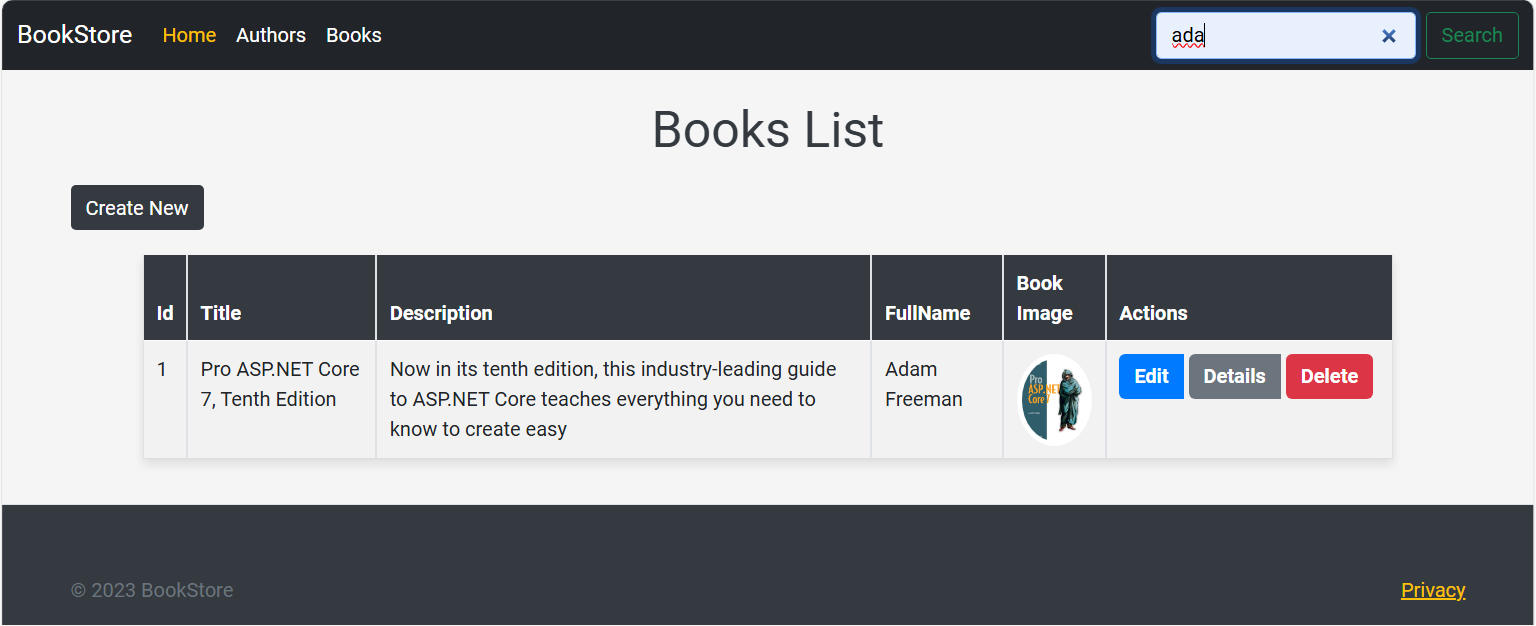 BookStore Home Authors Books ada Search
Books List
Create New
Id Title Description FullName Book Image Actions
1 Pro ASP.NET Core 7, Tenth Edition Now in its tenth edition, this industry-leading guide to ASP.NET Core teaches everything you need to know to create easy Adam Freeman Edit Details Delete
Pro
ASP.NET
Core 7
© 2023 BookStore Privacy